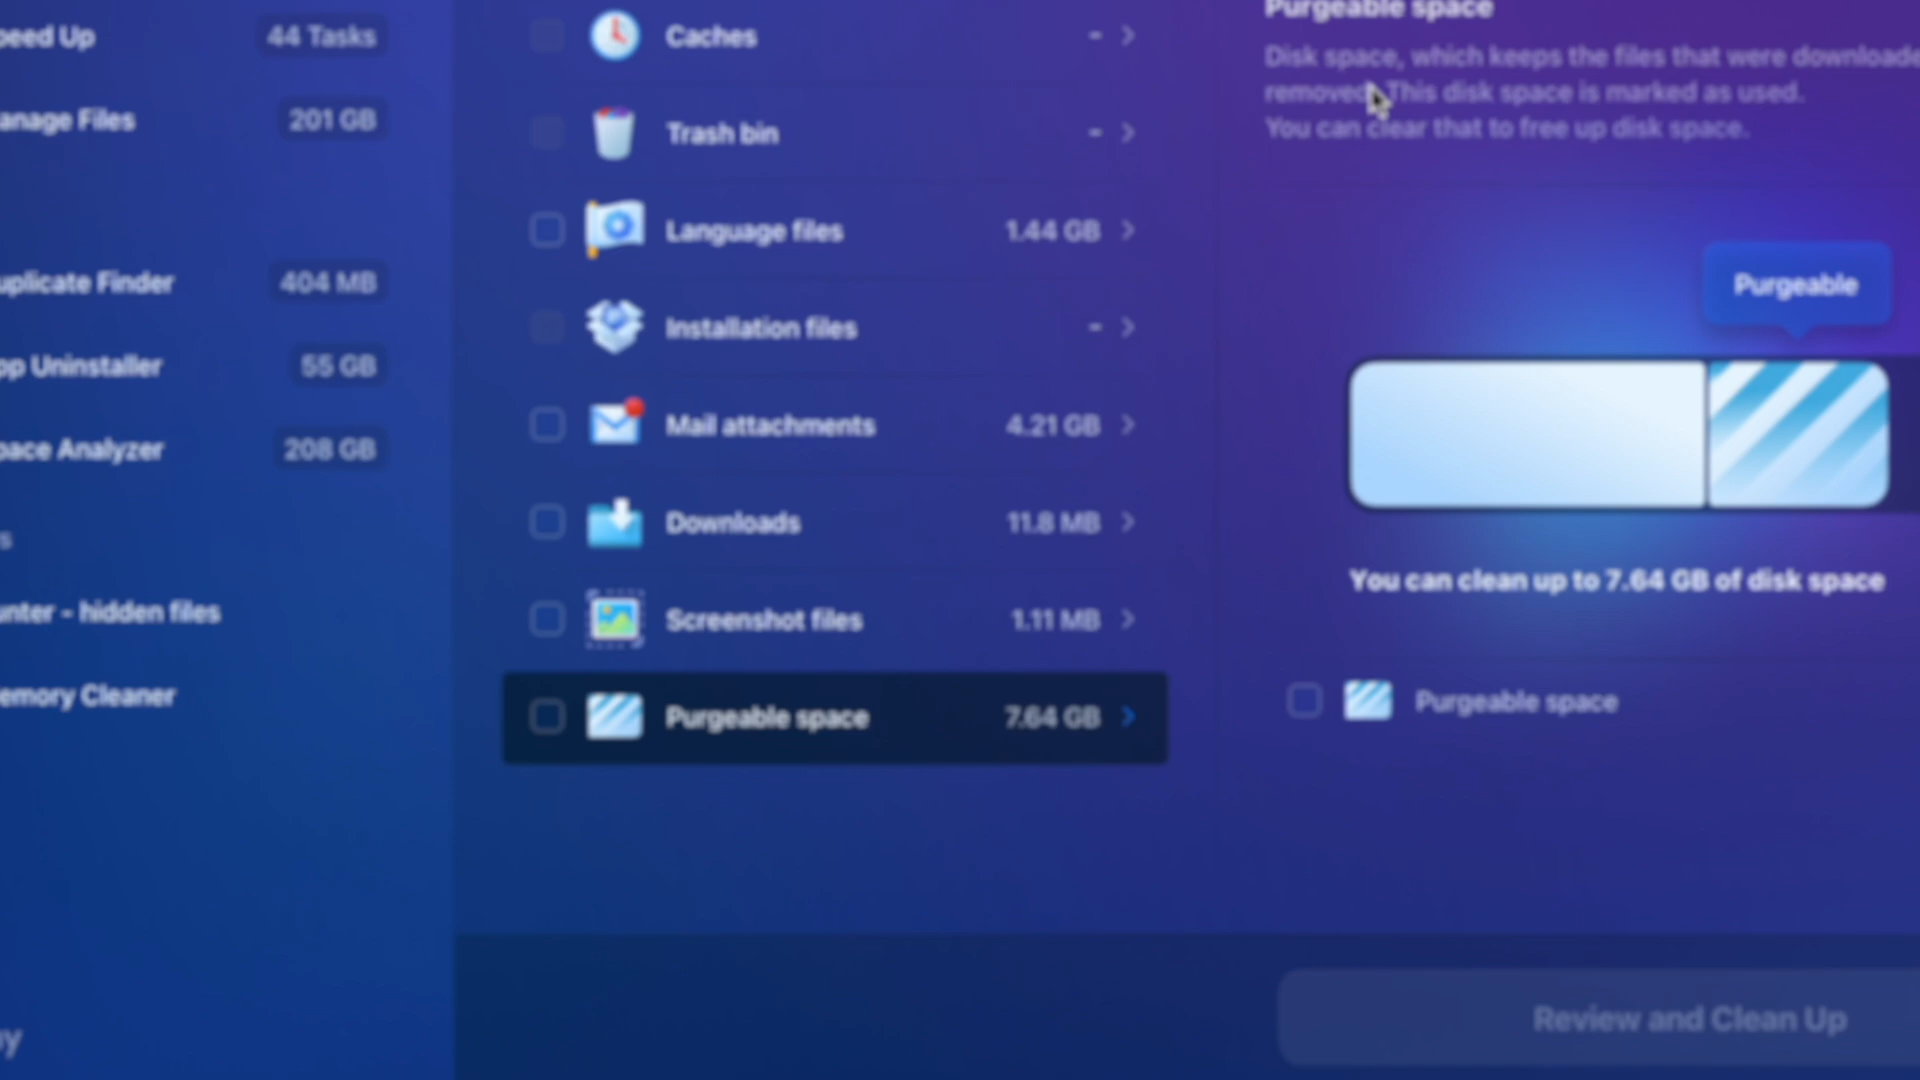 peed Up 44 Tasks
anage Files 201 GB
uplicate Finder 404 MB
pp Uninstaller 55 GB
pace Analyzer 208 GB
s
unter - hidden files
emory Cleaner
y
Caches -
Trash bin -
Language files 1.44 GB
Installation files -
Mail attachments 4.21 GB
Downloads 11.8 MB
Screenshot files 1.11 MB
Purgeable space 7.64 GB
Purgeable space
Disk space, which keeps the files that were downloade
removed. This disk space is marked as used.
You can clear that to free up disk space.
Purgeable
You can clean up to 7.64 GB of disk space
Purgeable space
Review and Clean Up